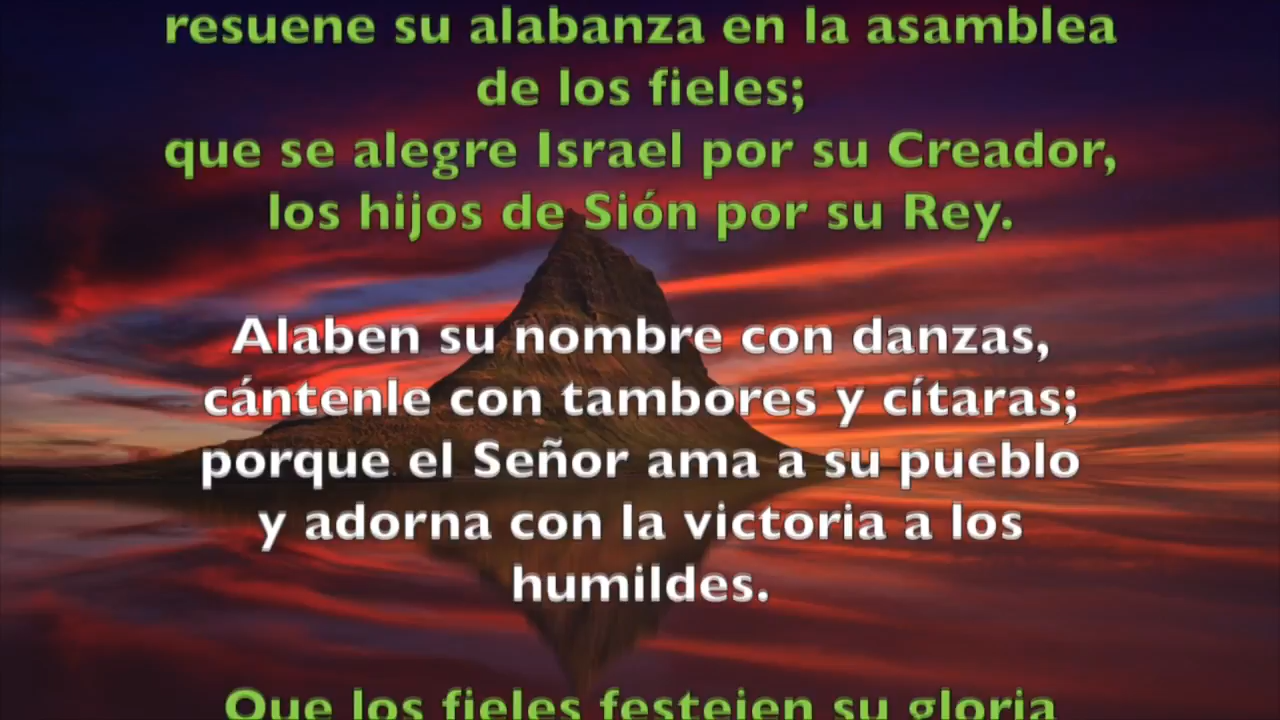 resuene su alabanza en la asamblea
de los fieles;
que se alegre Israel por su Creador,
los hijos de Sión por su Rey.
Alaben su nombre con danzas,
cántenle con tambores y cítaras;
porque el Señor ama a su pueblo
y adorna con la victoria a los
humildes.
Que los fieles festejen su gloria